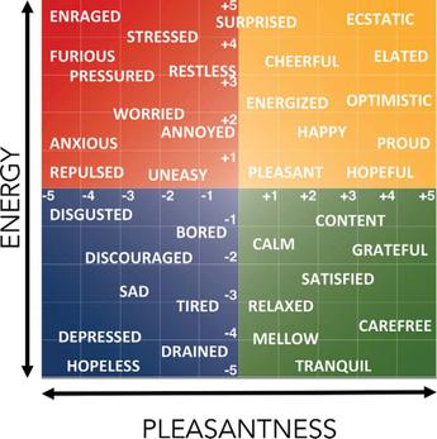 +5
ENRAGED SURPRISED ECSTATIC
STRESSED
+4
FURIOUS CHEERFUL ELATED
PRESSURED RESTLESS
+3
ENERGIZED OPTIMISTIC
WORRIED +2
ANNOYED HAPPY
ANXIOUS PROUD
+1
REPULSED UNEASY PLEASANT HOPEFUL
-5 -4 -3 -2 -1 +1 +2 +3 +4 +5
DISGUSTED -1 CONTENT
BORED
CALM GRATEFUL
DISCOURAGED -2
SATISFIED
SAD -3
TIRED RELAXED
CAREFREE
DEPRESSED -4 MELLOW
DRAINED
HOPELESS -5 TRANQUIL
ENERGY
PLEASANTNESS